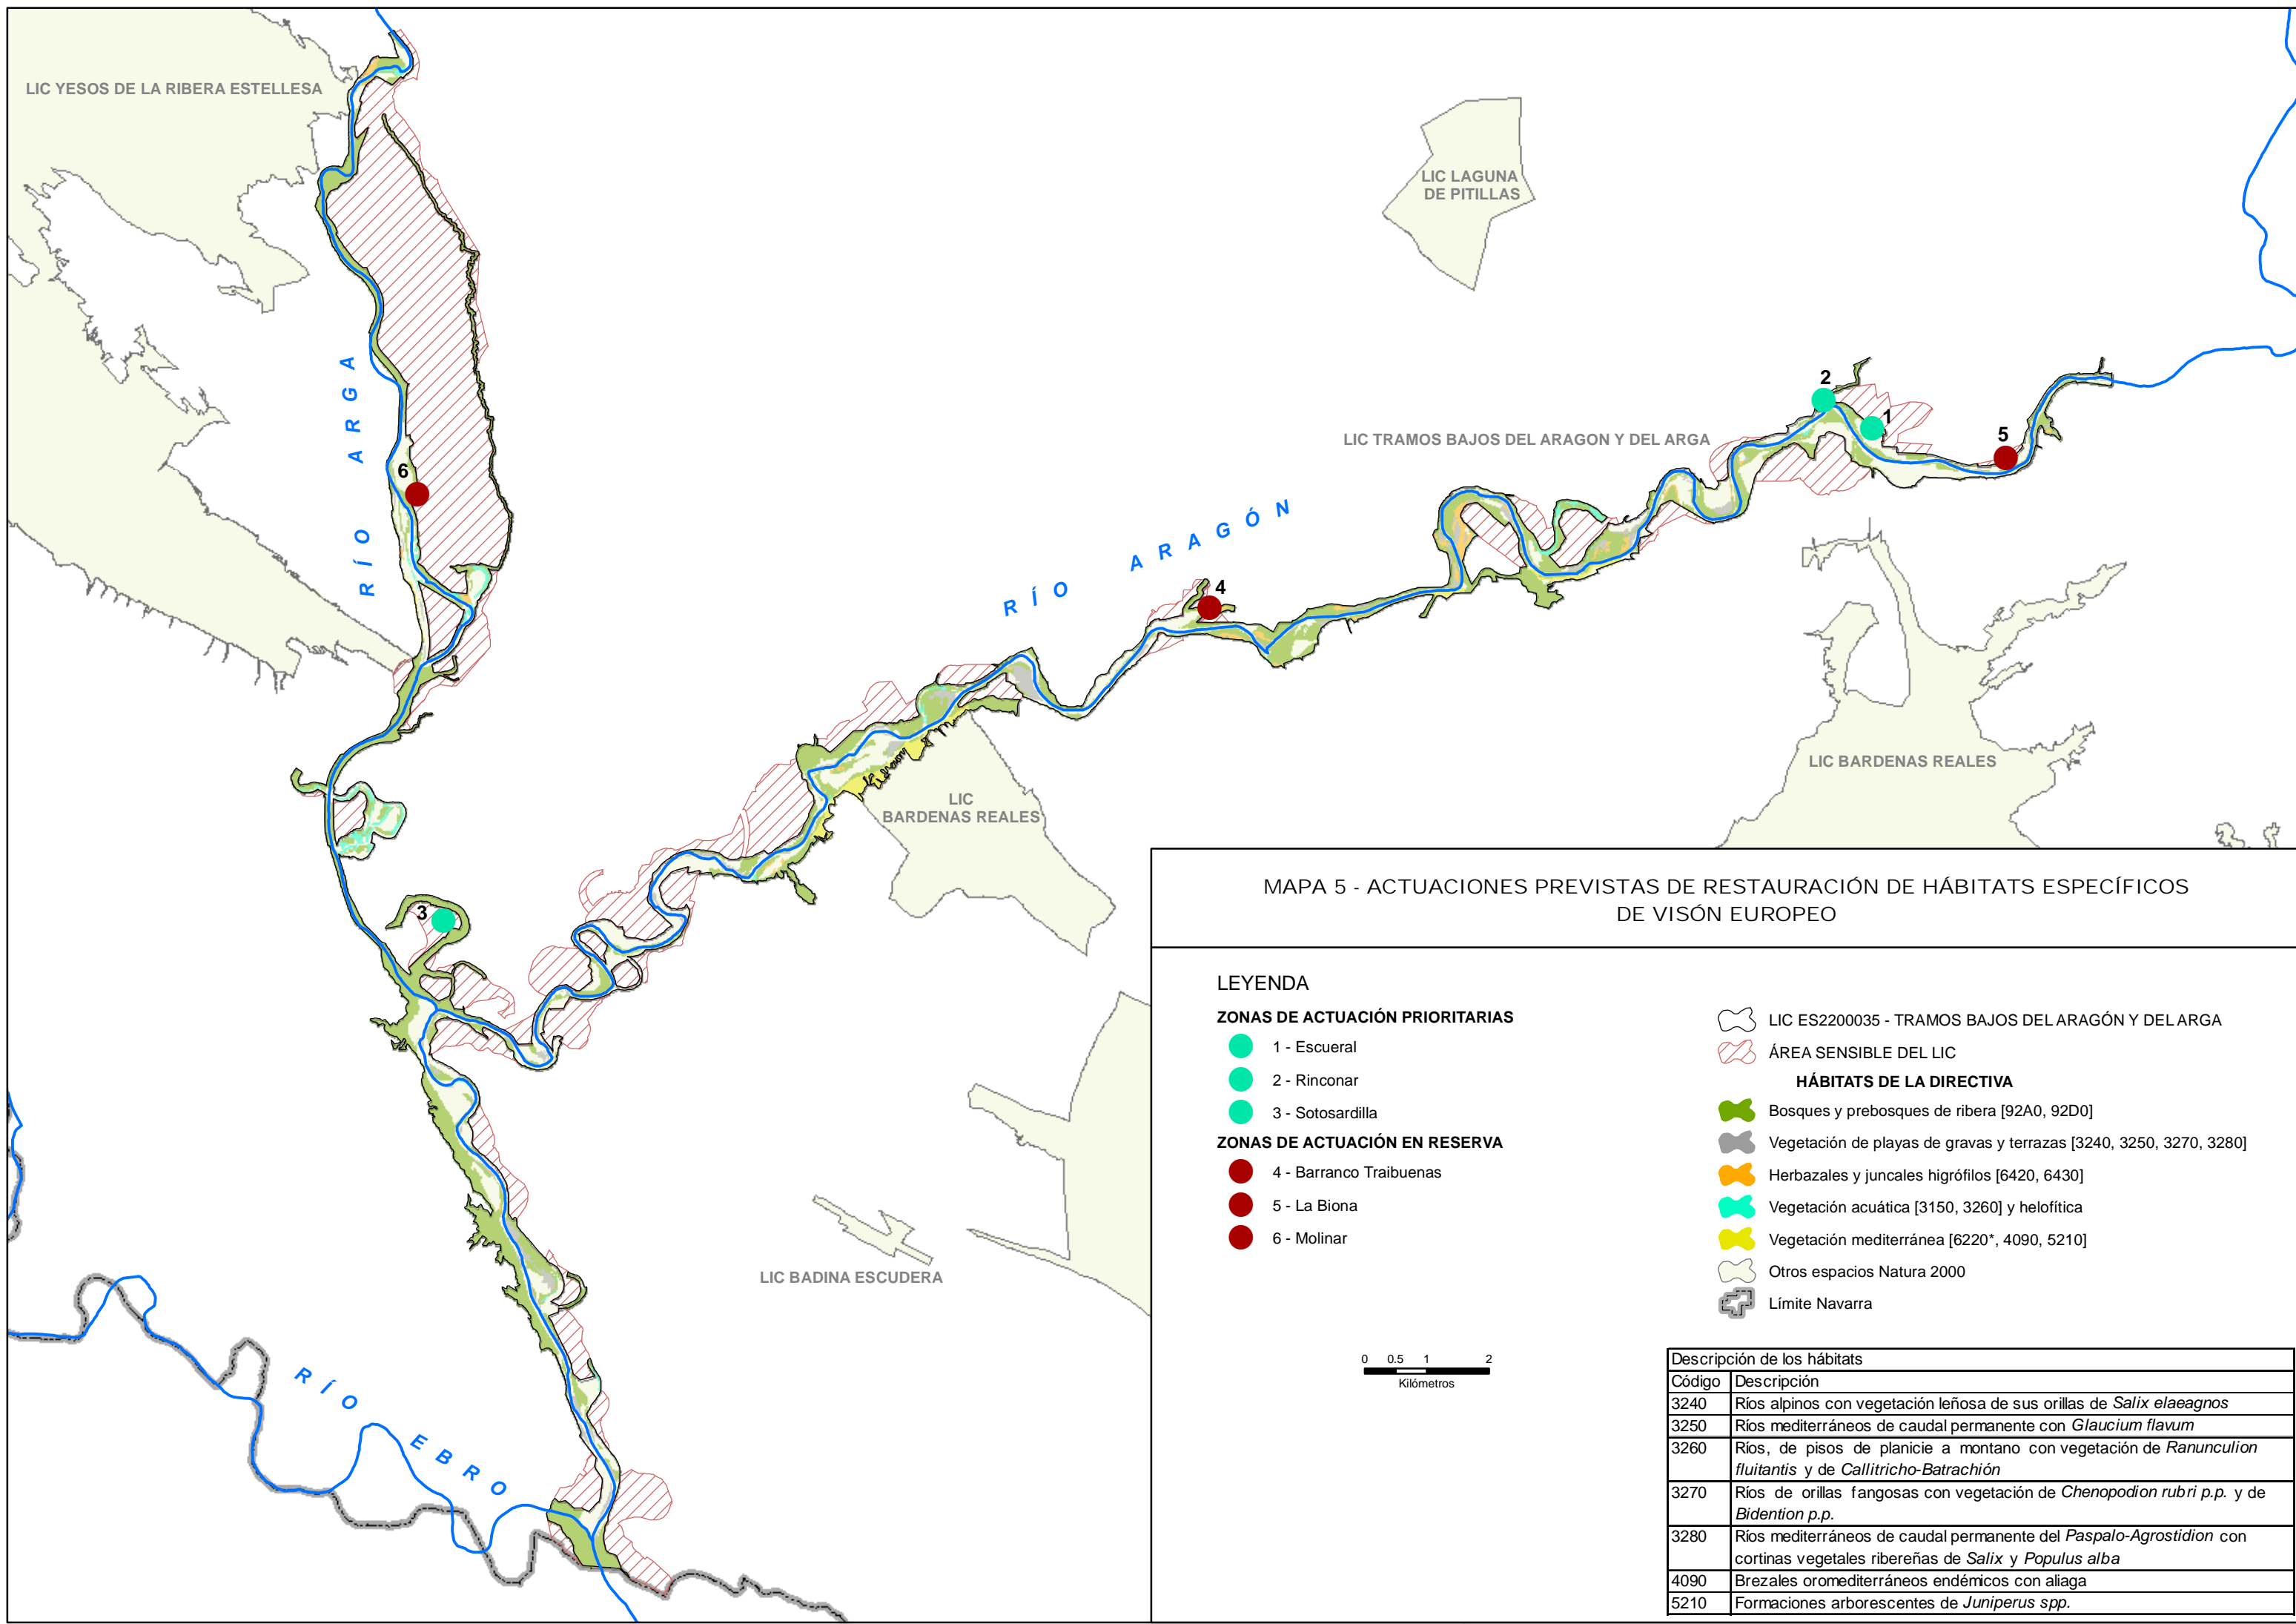 LIC YESOS DE LA RIBERA ESTELLESA
LIC LAGUNA
DE PITILLAS
RÍO ARGA
LIC TRAMOS BAJOS DEL ARAGON Y DEL ARGA
2
1
5
6
RÍO ARAGÓN
4
LIC BARDENAS REALES
LIC
BARDENAS REALES
3
LIC BADINA ESCUDERA
RÍO EBRO
MAPA 5 - ACTUACIONES PREVISTAS DE RESTAURACIÓN DE HÁBITATS ESPECÍFICOS
DE VISÓN EUROPEO
LEYENDA
ZONAS DE ACTUACIÓN PRIORITARIAS
1 - Escueral
2 - Rinconar
3 - Sotosardilla
ZONAS DE ACTUACIÓN EN RESERVA
4 - Barranco Traibuenas
5 - La Biona
6 - Molinar
LIC ES2200035 - TRAMOS BAJOS DEL ARAGÓN Y DEL ARGA
ÁREA SENSIBLE DEL LIC
HÁBITATS DE LA DIRECTIVA
Bosques y prebosques de ribera [92A0, 92D0]
Vegetación de playas de gravas y terrazas [3240, 3250, 3270, 3280]
Herbazales y juncales higrófilos [6420, 6430]
Vegetación acuática [3150, 3260] y helofítica
Vegetación mediterránea [6220*, 4090, 5210]
Otros espacios Natura 2000
Límite Navarra
0 0.5 1 2
Kilómetros
Descripción de los hábitats
Código Descripción
3240 Ríos alpinos con vegetación leñosa de sus orillas de Salix elaeagnos
3250 Ríos mediterráneos de caudal permanente con Glaucium flavum
3260 Ríos, de pisos de planicie a montano con vegetación de Ranunculion
fluitantis y de Callitricho-Batrachión
3270 Ríos de orillas fangosas con vegetación de Chenopodion rubri p.p. y de
Bidention p.p.
3280 Ríos mediterráneos de caudal permanente del Paspalo-Agrostidion con
cortinas vegetales ribereñas de Salix y Populus alba
4090 Brezales oromediterráneos endémicos con aliaga
5210 Formaciones arborescentes de Juniperus spp.